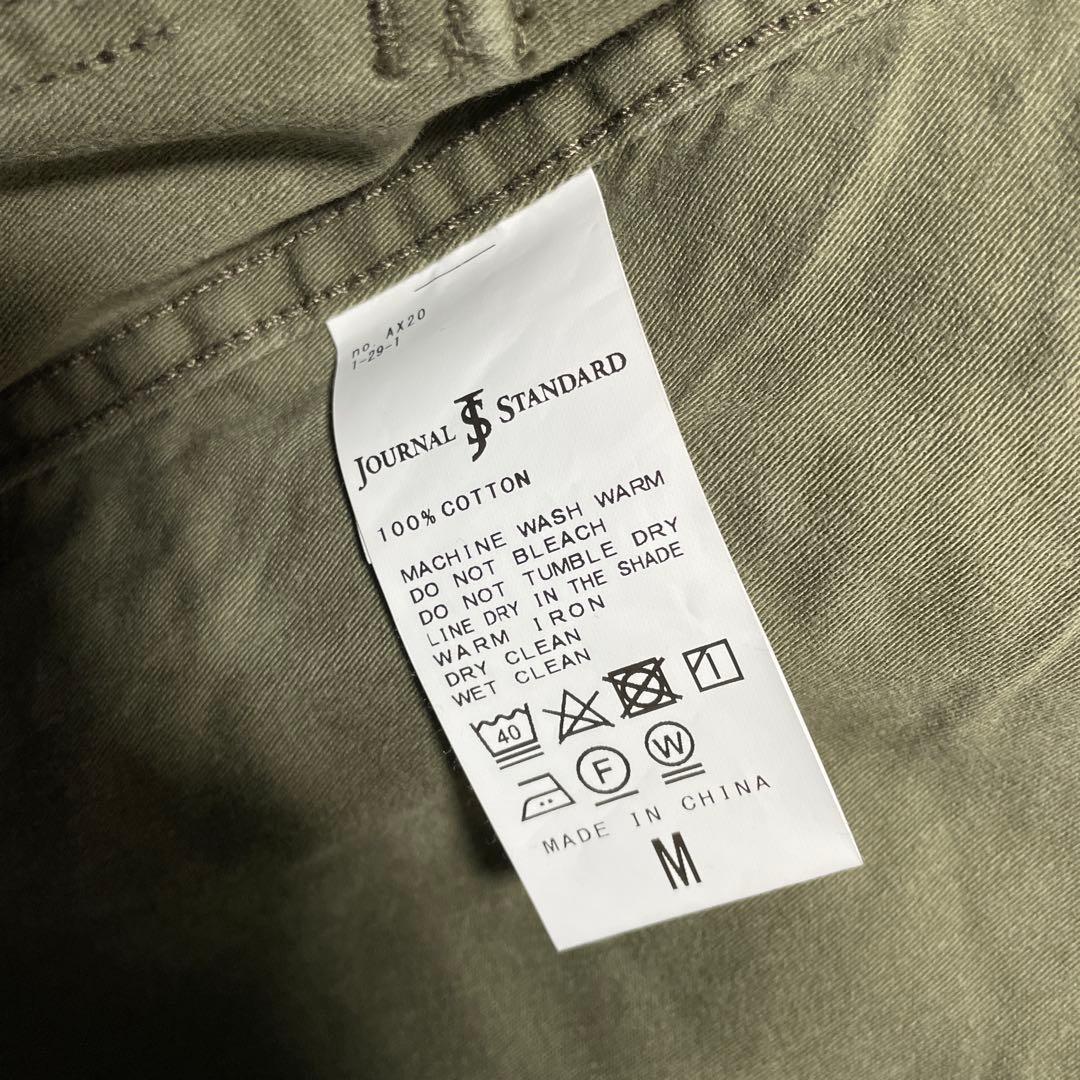 no. AX20
1-29-1
JOURNAL JS STANDARD
100% COTTON
MACHINE WASH WARM
DO NOT BLEACH
DO NOT TUMBLE DRY
LINE DRY IN THE SHADE
WARM IRON
DRY CLEAN
WET CLEAN
40
F W
MADE IN CHINA
M